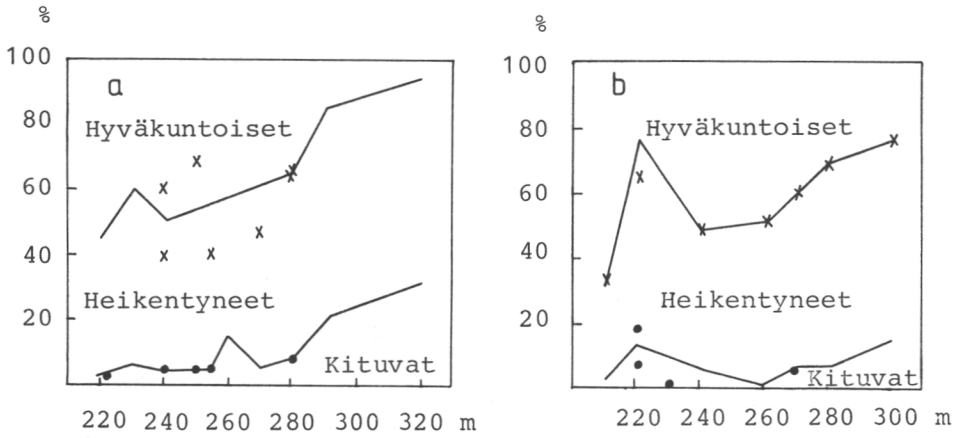 %
100
80
60
40
20
a
Hyväkuntoiset
Heikentyneet
Kituvat
220 240 260 280 300 320 m
%
100
80
60
40
20
b
Hyväkuntoiset
Heikentyneet
Kituvat
220 240 260 280 300 m